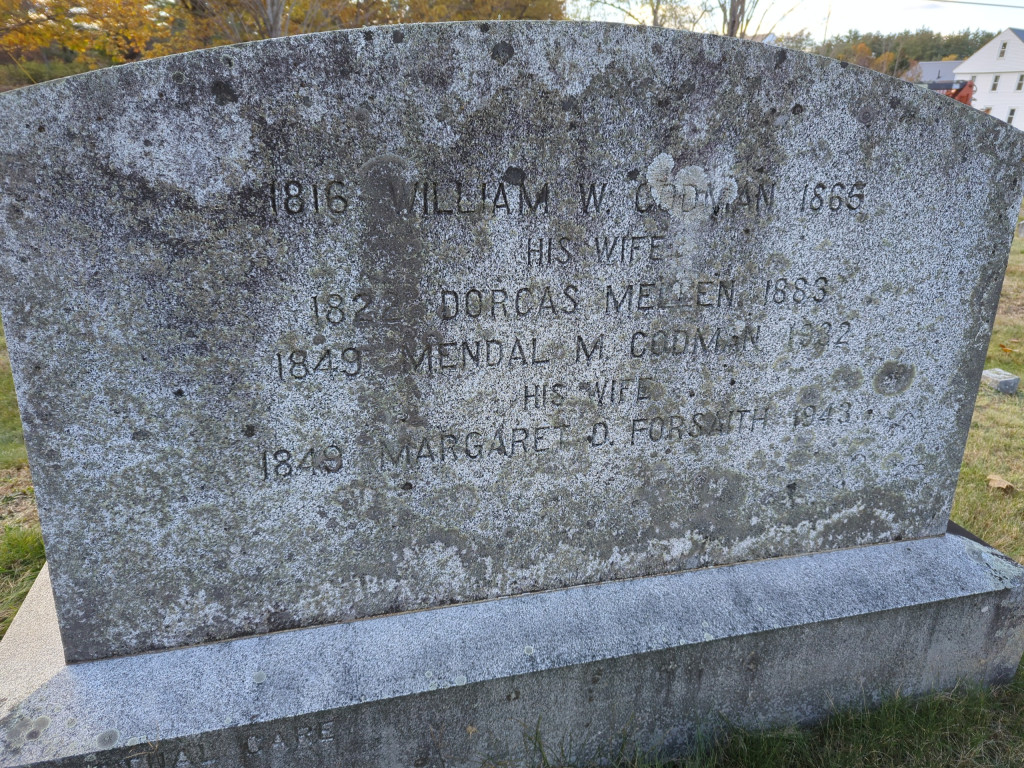 1816 WILLIAM W. CODMAN 1865
HIS WIFE
1822 DORCAS MELLEN 1883
1849 MENDAL M. CODMAN 1932
HIS WIFE
1849 MARGARET O. FORSAITH 1943
CARE